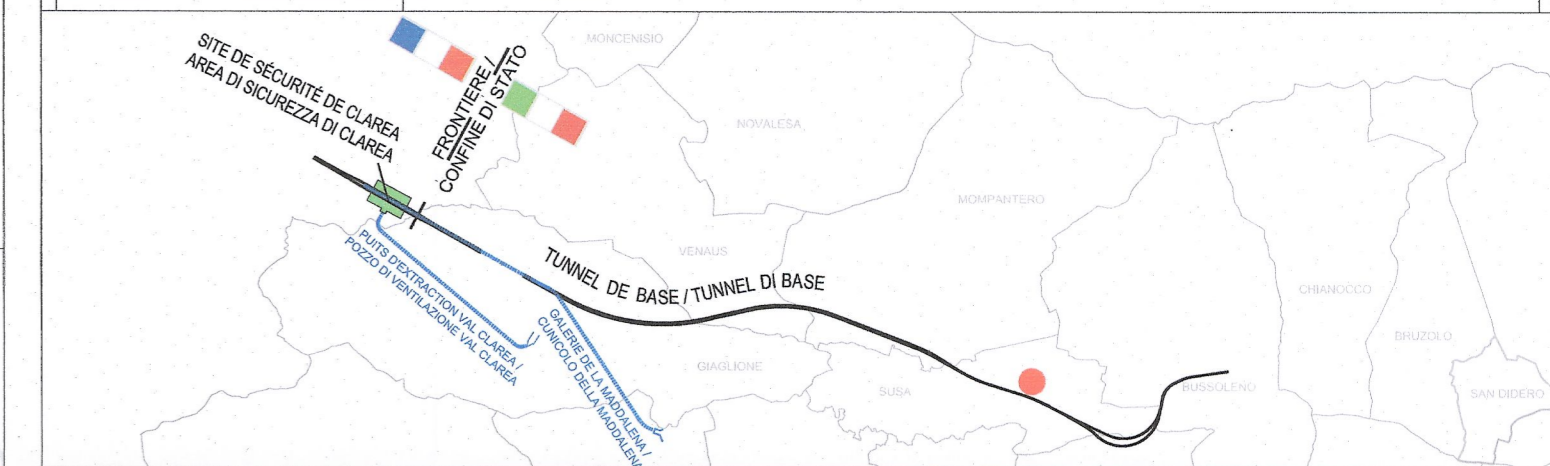 MONCENISIO
SITE DE SÉCURITÉ DE CLAREA
AREA DI SICUREZZA DI CLAREA
FRONTIERE /
CONFINE DI STATO
NOVALESA
MOMPANTERO
VENAUS
PUITS D'EXTRACTION VAL CLAREA /
POZZO DI VENTILAZIONE VAL CLAREA
TUNNEL DE BASE / TUNNEL DI BASE
CHIANOCCO
GALERIE DE LA MADDALENA /
CUNICOLO DELLA MADDALENA
BRUZOLO
GIAGLIONE
SUSA
BUSSOLENO
SAN DIDERO